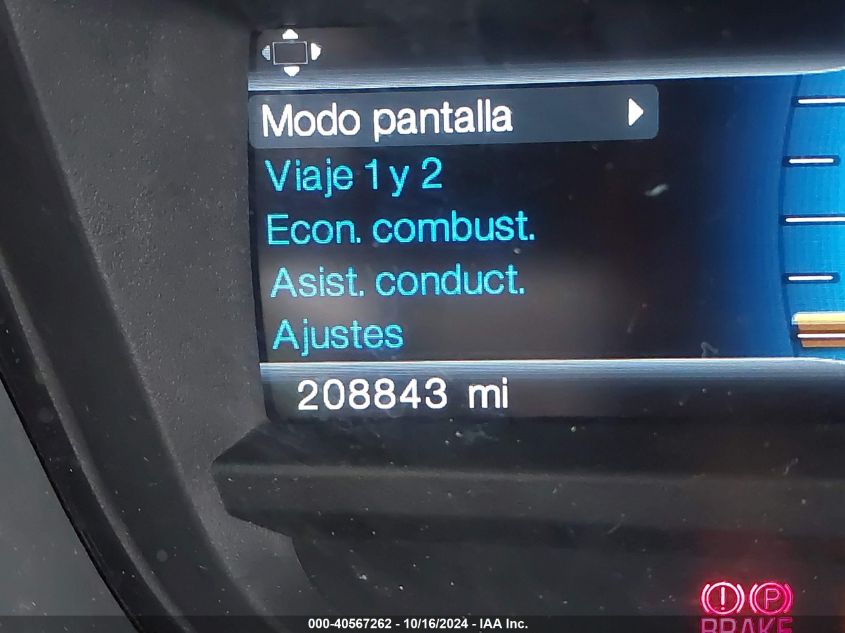 Modo pantalla
Viaje 1 y 2
Econ. combust.
Asist. conduct.
Ajustes
208843 mi
! P
BRAKE
000-40567262 - 10/16/2024 - IAA Inc.